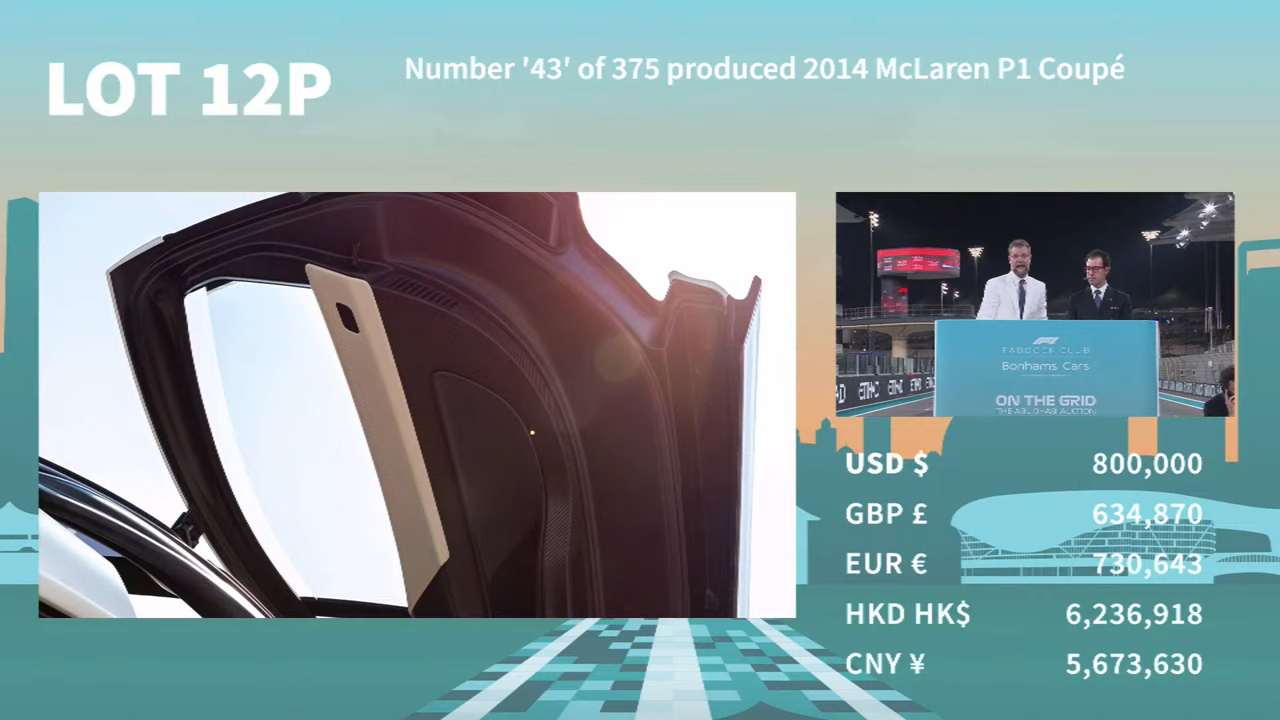 LOT 12P
Number '43' of 375 produced 2014 McLaren P1 Coupé
PADDOCK CLUB
Bonhams Cars
ON THE GRID
THE ABU DHABI AUCTION
ETIHAD
ETIHAD
USD $ 800,000
GBP £ 634,870
EUR € 730,643
HKD HK$ 6,236,918
CNY ¥ 5,673,630